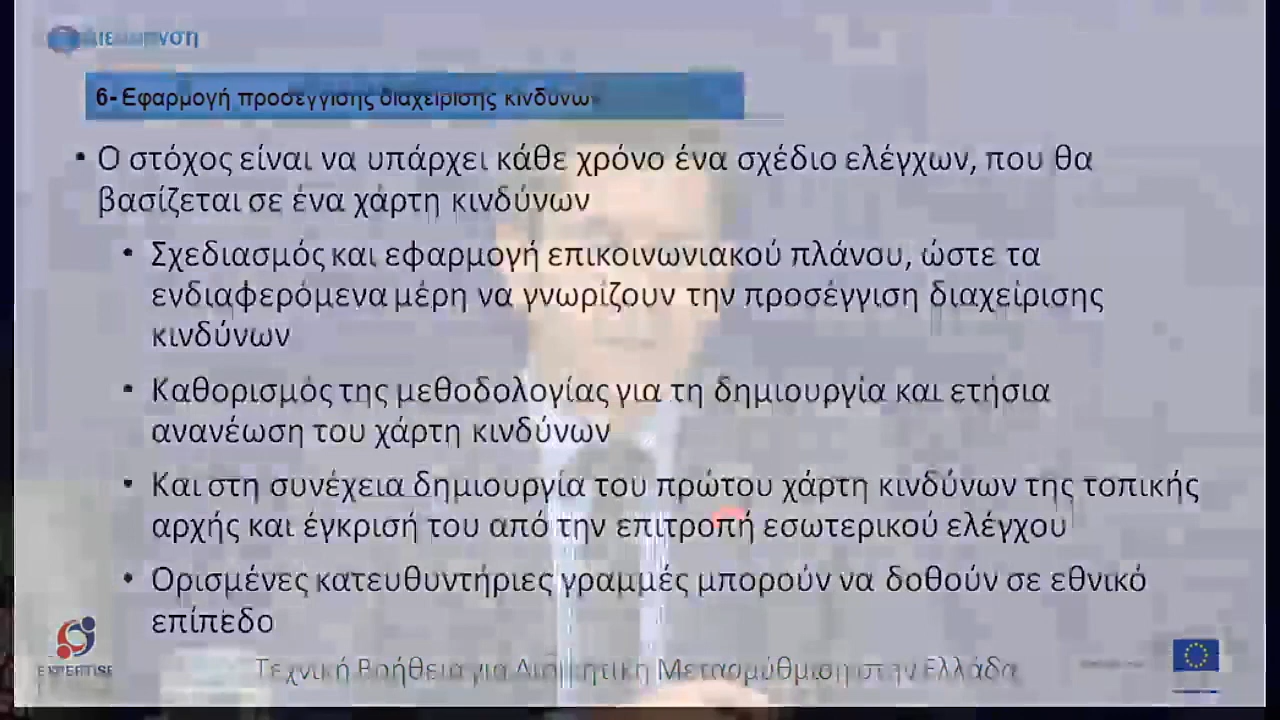 6- Εφαρμογή προσέγγισης διαχείρισης κινδύνων
• Ο στόχος είναι να υπάρχει κάθε χρόνο ένα σχέδιο ελέγχων, που θα
βασίζεται σε ένα χάρτη κινδύνων
• Σχεδιασμός και εφαρμογή επικοινωνιακού πλάνου, ώστε τα
ενδιαφερόμενα μέρη να γνωρίζουν την προσέγγιση διαχείρισης
κινδύνων
• Καθορισμός της μεθοδολογίας για τη δημιουργία και ετήσια
ανανέωση του χάρτη κινδύνων
• Και στη συνέχεια δημιουργία του πρώτου χάρτη κινδύνων της τοπικής
αρχής και έγκρισή του από την επιτροπή εσωτερικού ελέγχου
• Ορισμένες κατευθυντήριες γραμμές μπορούν να δοθούν σε εθνικό
επίπεδο
EXPERTISE
Τεχνική Βοήθεια για Διοικητική Μεταρρύθμιση στην Ελλάδα